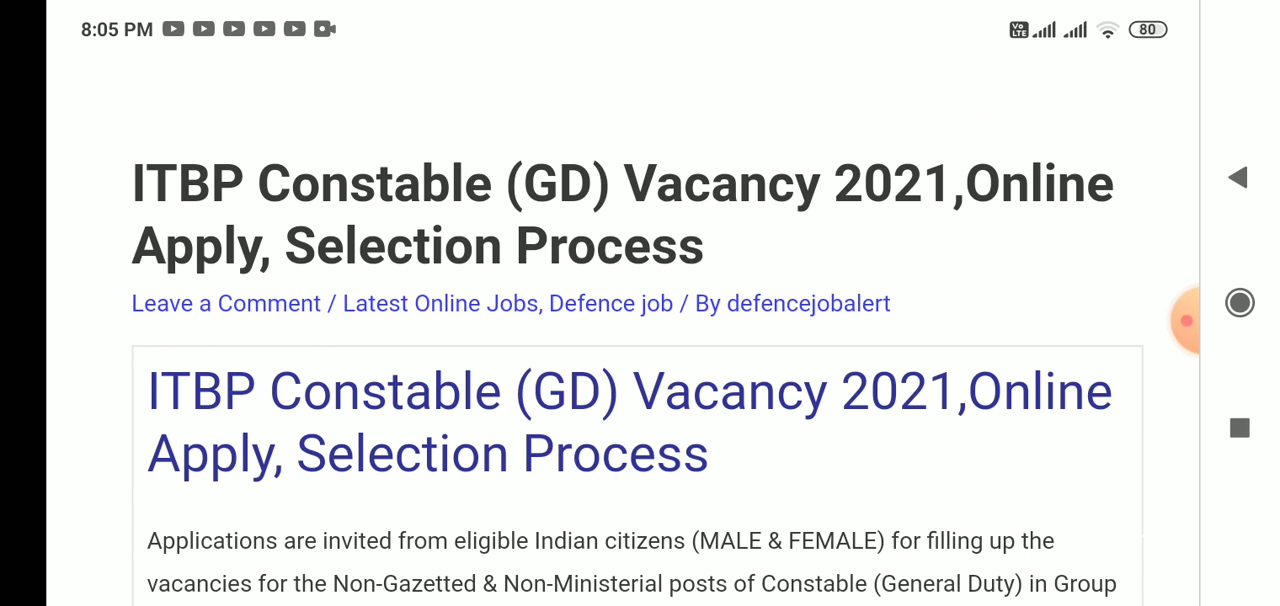 8:05 PM Vo LTE 80
ITBP Constable (GD) Vacancy 2021,Online
Apply, Selection Process
Leave a Comment / Latest Online Jobs, Defence job / By defencejobalert
ITBP Constable (GD) Vacancy 2021,Online
Apply, Selection Process
Applications are invited from eligible Indian citizens (MALE & FEMALE) for filling up the
vacancies for the Non-Gazetted & Non-Ministerial posts of Constable (General Duty) in Group